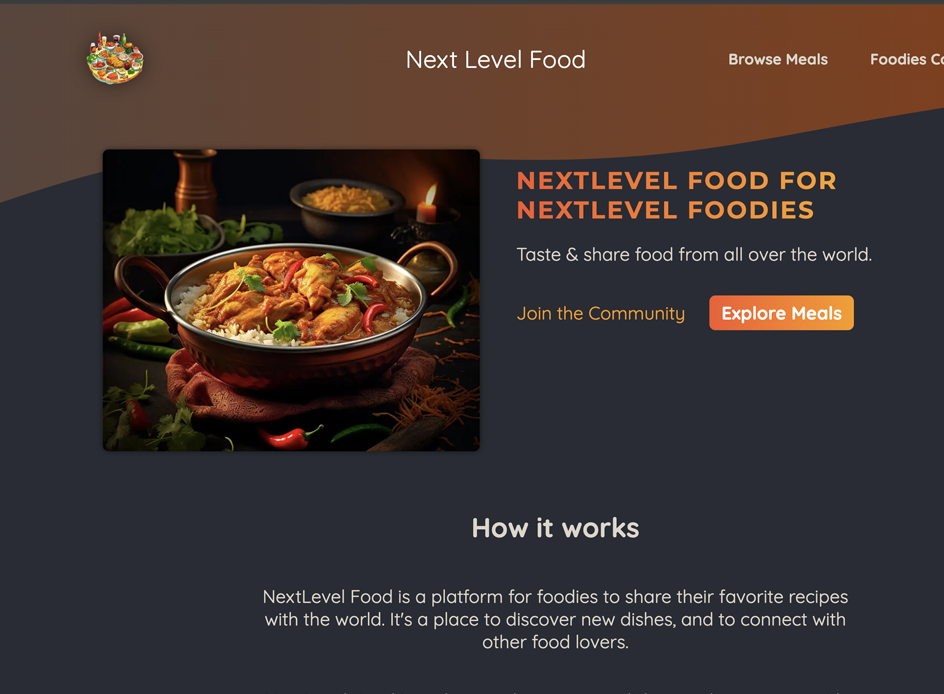 Next Level Food
Browse Meals
Foodies
NEXTLEVEL FOOD FOR
NEXTLEVEL FOODIES
Taste & share food from all over the world.
Join the Community
Explore Meals
How it works
NextLevel Food is a platform for foodies to share their favorite recipes
with the world. It's a place to discover new dishes, and to connect with
other food lovers.